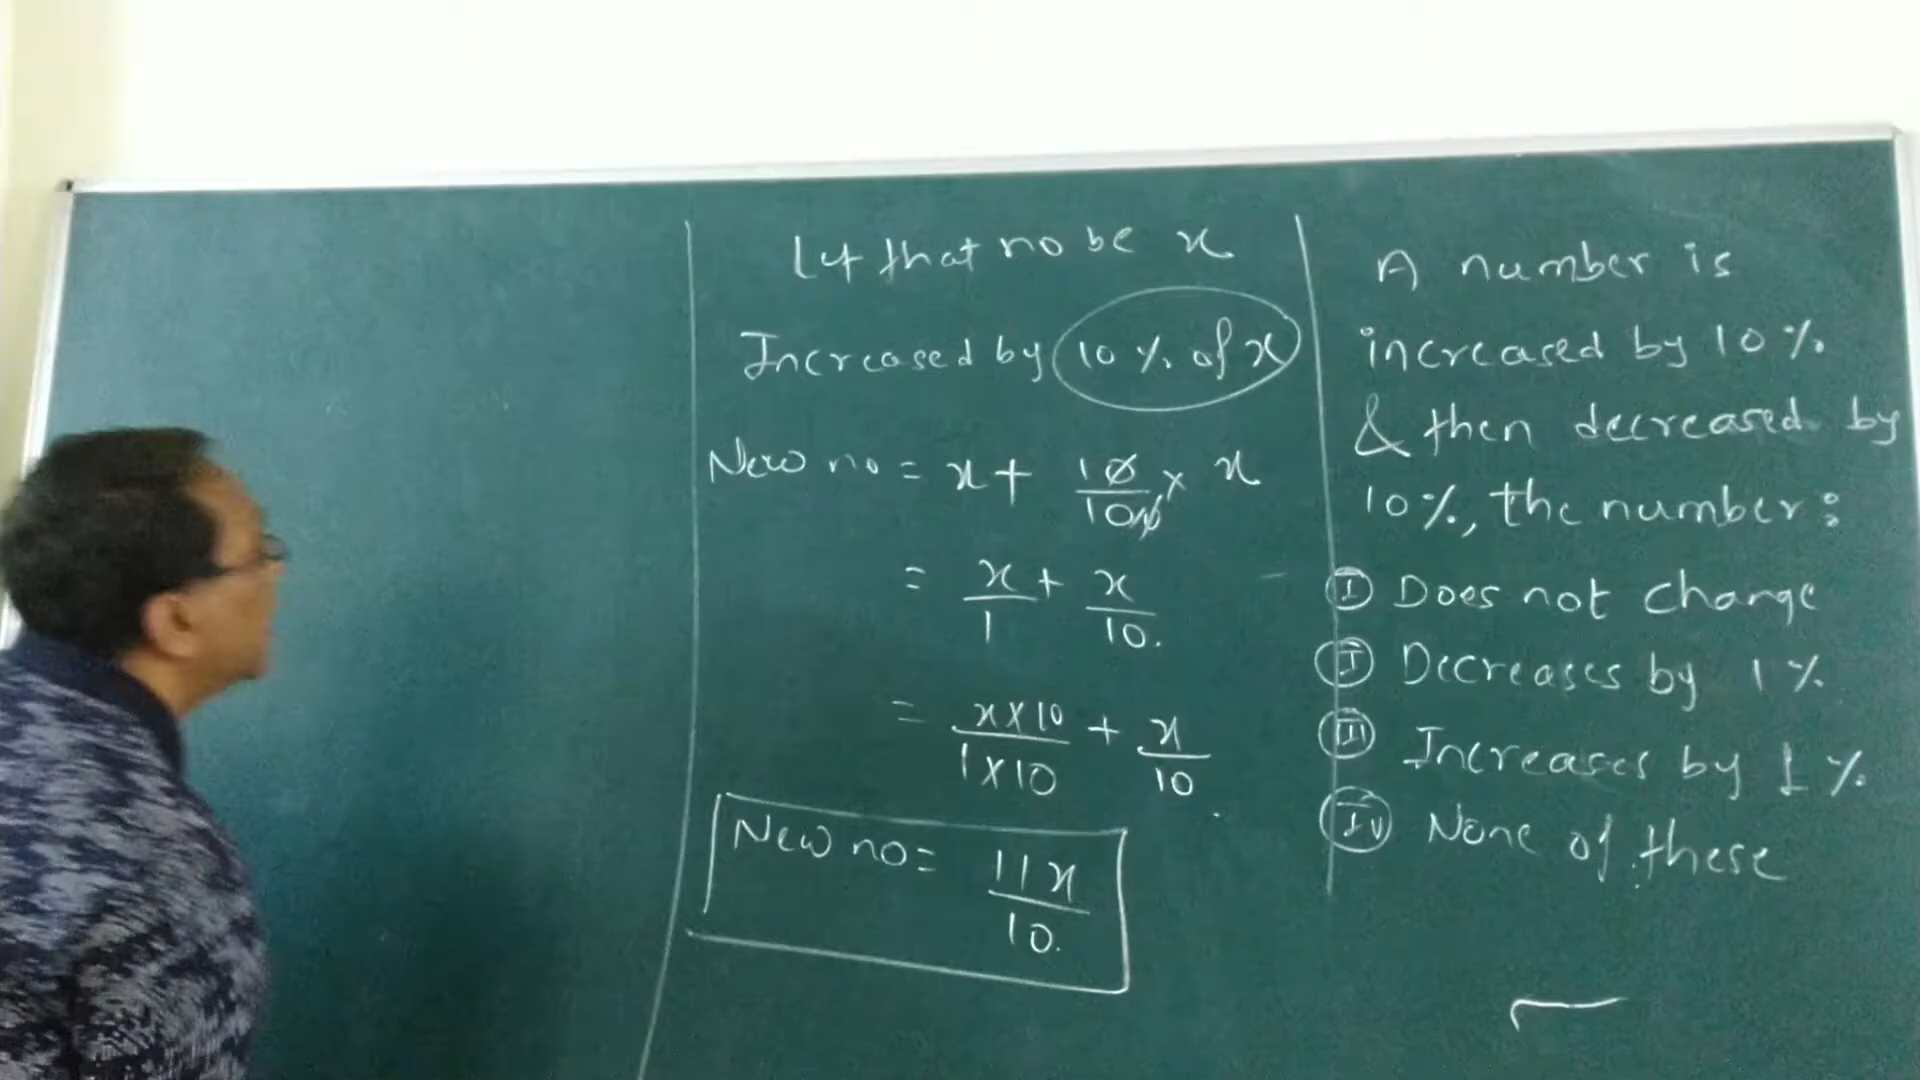 Let that no be x
Increased by 10 % of x
New no = x + 10/100 × x
= x/1 + x/10.
= x×10/1×10 + x/10
New no = 11x/10.
A number is
increased by 10 %
& then decreased by
10 %, the number :
I Does not change
II Decreases by 1 %
III Increases by 1 %
IV None of these